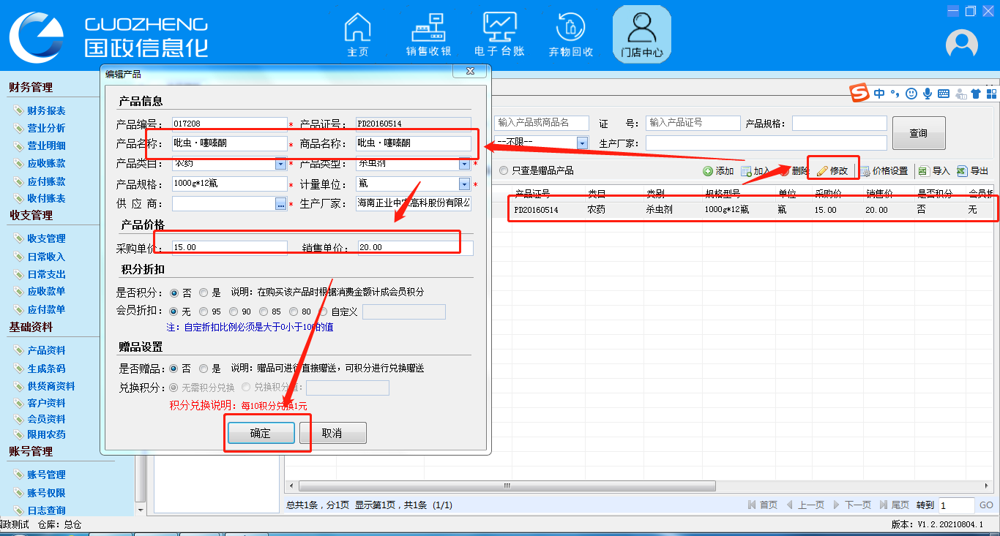 GUOZHENG
国政信息化
主页
销售收银
电子台账
弃物回收
门店中心
财务管理
财务报表
营业分析
营业明细
应收账款
应付账款
收付账表
收支管理
收支管理
日常收入
日常支出
应收款单
应付款单
基础资料
产品资料
生成条码
供货商资料
客户资料
会员资料
限用农药
账号管理
账号管理
账号权限
日志查询
编辑产品
产品信息
产品编号: 017208 * 产品证号: PD20160514
产品名称: 吡虫·噻嗪酮 * 商品名称: 吡虫·噻嗪酮
产品类目: 农药 * 产品类型: 杀虫剂 *
产品规格: 1000g*12瓶 * 计量单位: 瓶 *
供 应 商: ... * 生产厂家: 海南正业中农高科股份有限公
产品价格
采购单价: 15.00 销售单价: 20.00
积分折扣
是否积分: 否 是 说明: 在购买该产品时根据消费金额计成会员积分
会员折扣: 无 95 90 85 80 自定义
注: 自定折扣比例必须是大于0小于100的值
赠品设置
是否赠品: 否 是 说明: 赠品可进行直接赠送, 可积分进行兑换赠送
兑换积分: 无需积分兑换 兑换积分值:
积分兑换说明: 每10积分兑换1元
确定 取消
中
输入产品或商品名 证 号: 输入产品证号 产品规格:
查询
--不限-- 生产厂家:
只查是赠品产品 添加 加入 删除 修改 价格设置 导入 导出
产品证号 类目 类别 规格型号 单位 采购价 销售价 是否积分 会员折
PD20160514 农药 杀虫剂 1000g*12瓶 瓶 15.00 20.00 否 无
总共1条, 分1页 显示第1页, 共1条 (1/1) 首页 上一页 下一页 尾页 转到 1 GO
国政测试 仓库: 总仓 版本: V1.2.20210804.1